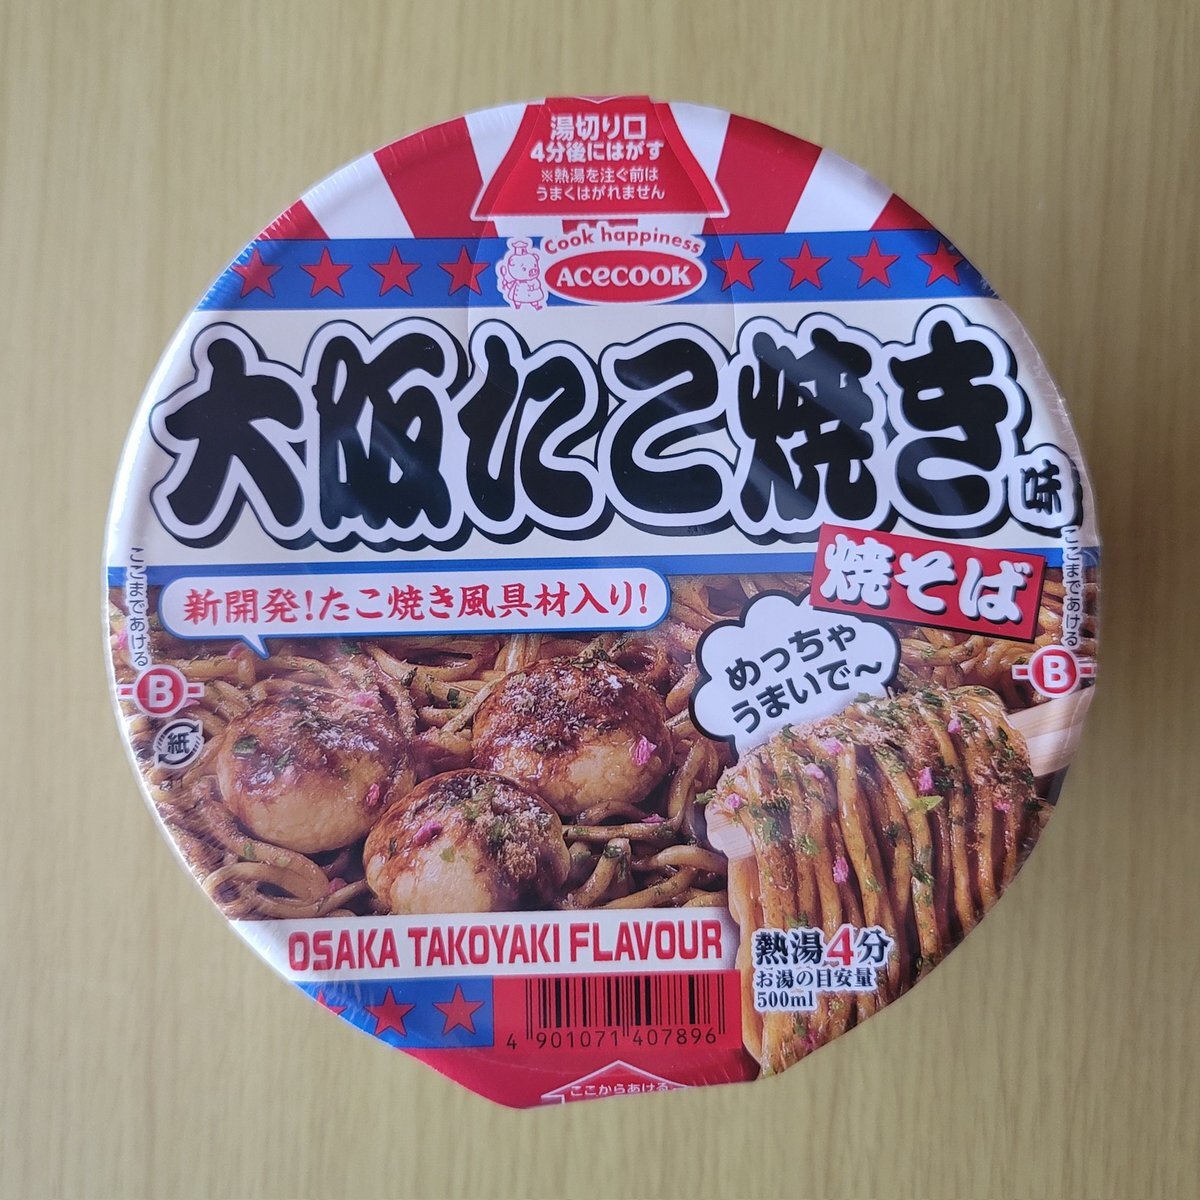 湯切り口
4分後にはがす
※熱湯を注ぐ前は
うまくはがれません
Cook happiness
ACECOOK
大阪たこ焼き味
焼そば
新開発!たこ焼き風具材入り!
ここまであける
B
ここまであける
B
紙
めっちゃ
うまいで〜
OSAKA TAKOYAKI FLAVOUR
熱湯4分
お湯の目安量
500ml
4 901071 407896
ここからあける